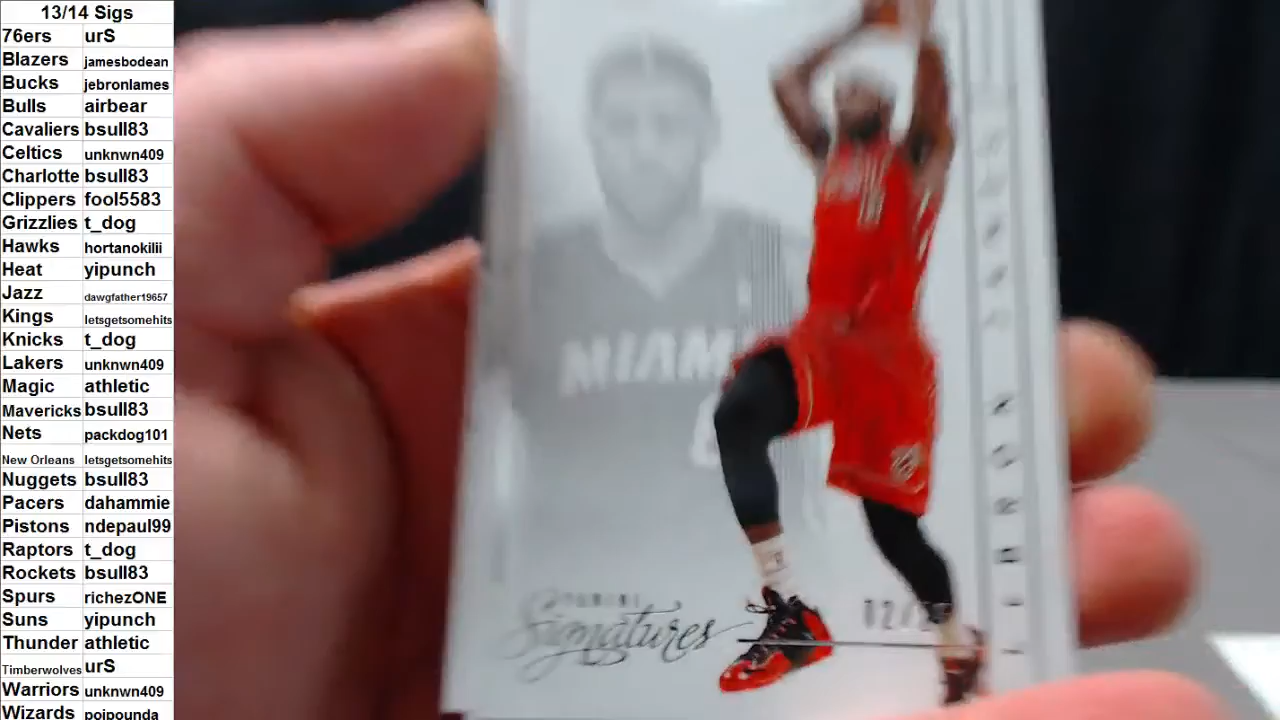 13/14 Sigs
76ers urS
Blazers jamesbodean
Bucks jebronlames
Bulls airbear
Cavaliers bsull83
Celtics unknwn409
Charlotte bsull83
Clippers fool5583
Grizzlies t_dog
Hawks hortanokilii
Heat yipunch
Jazz dawgfather19657
Kings letsgetsomehits
Knicks t_dog
Lakers unknwn409
Magic athletic
Mavericks bsull83
Nets packdog101
New Orleans letsgetsomehits
Nuggets bsull83
Pacers dahammie
Pistons ndepaul99
Raptors t_dog
Rockets bsull83
Spurs richezONE
Suns yipunch
Thunder athletic
Timberwolves urS
Warriors unknwn409
Wizards poipounda
MIAMI
PANINI
Signatures